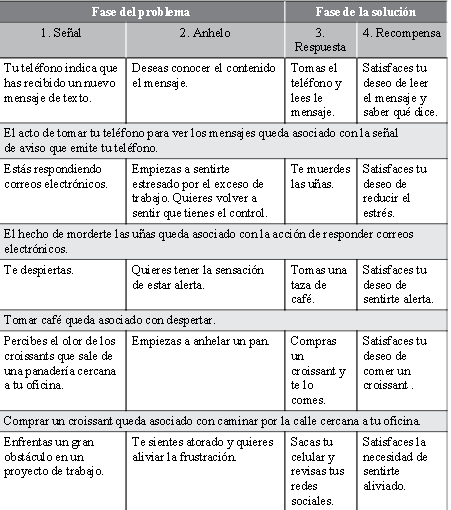 Fase del problema
Fase de la solución
1. Señal
2. Anhelo
3.
Respuesta
4. Recompensa
Tu teléfono indica que
has recibido un nuevo
mensaje de texto.
Deseas conocer el contenido
el mensaje.
Tomas el
teléfono y
lees le
mensaje.
Satisfaces tu
deseo de leer
el mensaje y
saber qué dice.
El acto de tomar tu teléfono para ver los mensajes queda asociado con la señal
de aviso que emite tu teléfono.
Estás respondiendo
correos electrónicos.
Empiezas a sentirte
estresado por el exceso de
trabajo. Quieres volver a
sentir que tienes el control.
Te muerdes
las uñas.
Satisfaces tu
deseo de
reducir el
estrés.
El hecho de morderte las uñas queda asociado con la acción de responder correos
electrónicos.
Te despiertas.
Quieres tener la sensación
de estar alerta.
Tomas una
taza de
café.
Satisfaces tu
deseo de
sentirte alerta.
Tomar café queda asociado con despertar.
Percibes el olor de los
croissants que sale de
una panadería cercana
a tu oficina.
Empiezas a anhelar un pan.
Compras
un
croissant y
te lo
comes.
Satisfaces tu
deseo de
comer un
croissant .
Comprar un croissant queda asociado con caminar por la calle cercana a tu oficina.
Enfrentas un gran
obstáculo en un
proyecto de trabajo.
Te sientes atorado y quieres
aliviar la frustración.
Sacas tu
celular y
revisas tus
redes
sociales.
Satisfaces la
necesidad de
sentirte
aliviado.